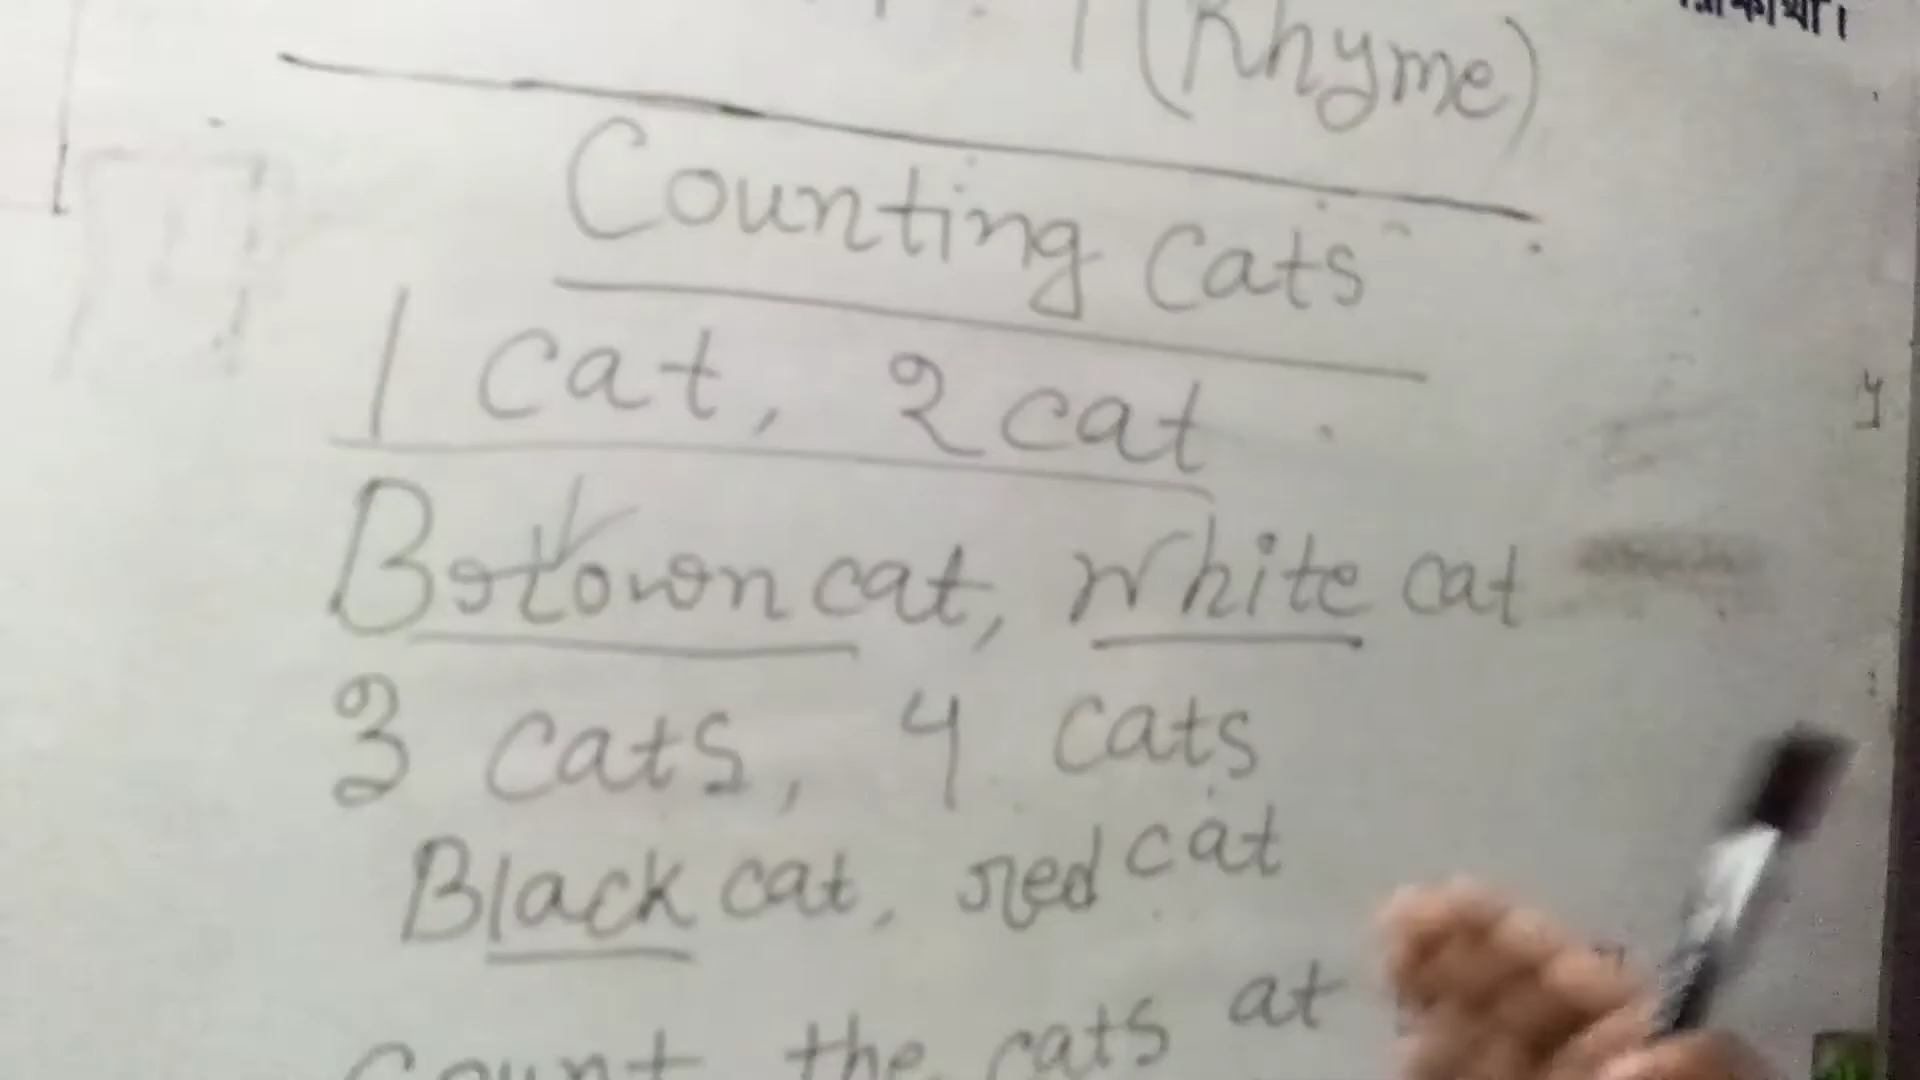 (Rhyme)
Counting cats
1 cat, 2 cat
Brown cat, white cat
3 cats, 4 cats
Black cat, red cat
count the cats at